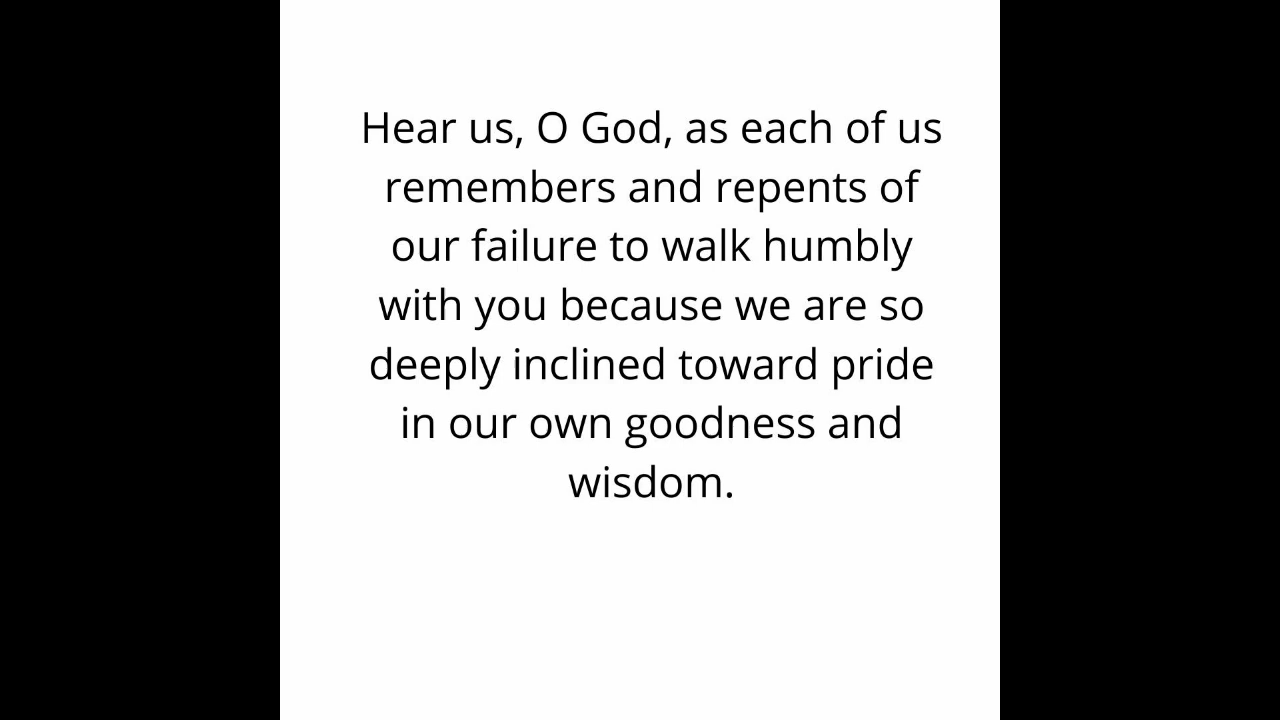 Hear us, O God, as each of us
remembers and repents of
our failure to walk humbly
with you because we are so
deeply inclined toward pride
in our own goodness and
wisdom.